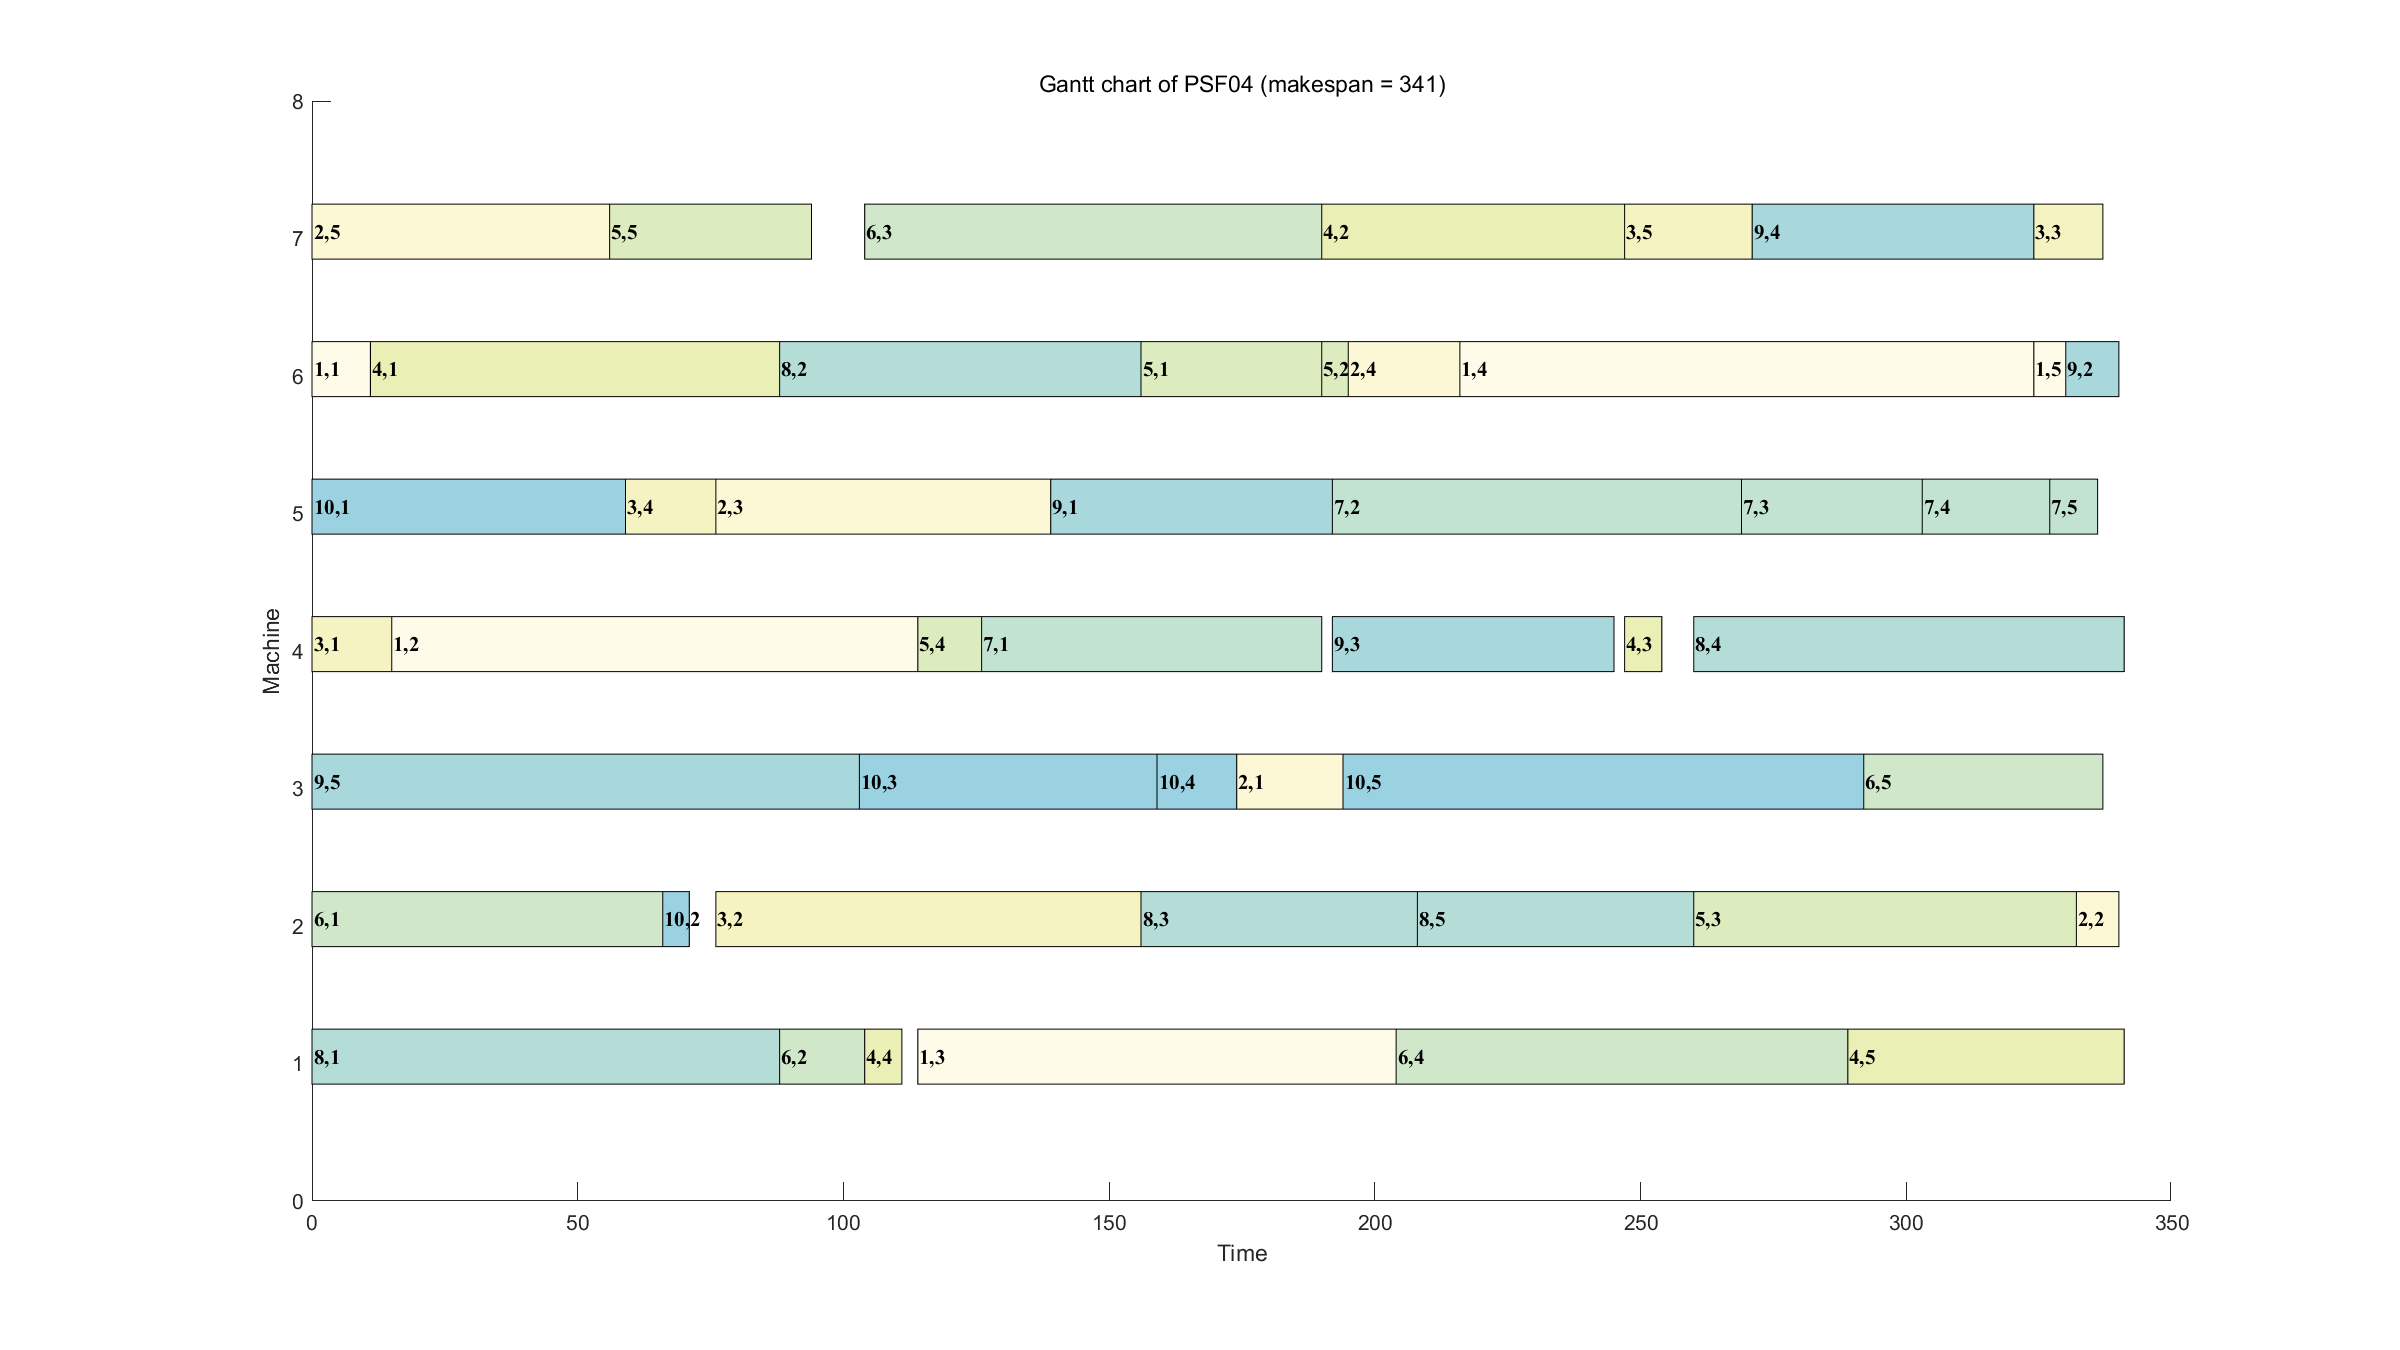 Gantt chart of PSF04 (makespan = 341)
8
7
2,5 5,5 6,3 4,2 3,5 9,4 3,3
6
1,1 4,1 8,2 5,1 5,2 2,4 1,4 1,5 9,2
5
10,1 3,4 2,3 9,1 7,2 7,3 7,4 7,5
Machine
4
3,1 1,2 5,4 7,1 9,3 4,3 8,4
3
9,5 10,3 10,4 2,1 10,5 6,5
2
6,1 10,2 3,2 8,3 8,5 5,3 2,2
1
8,1 6,2 4,4 1,3 6,4 4,5
0
0 50 100 150 200 250 300 350
Time